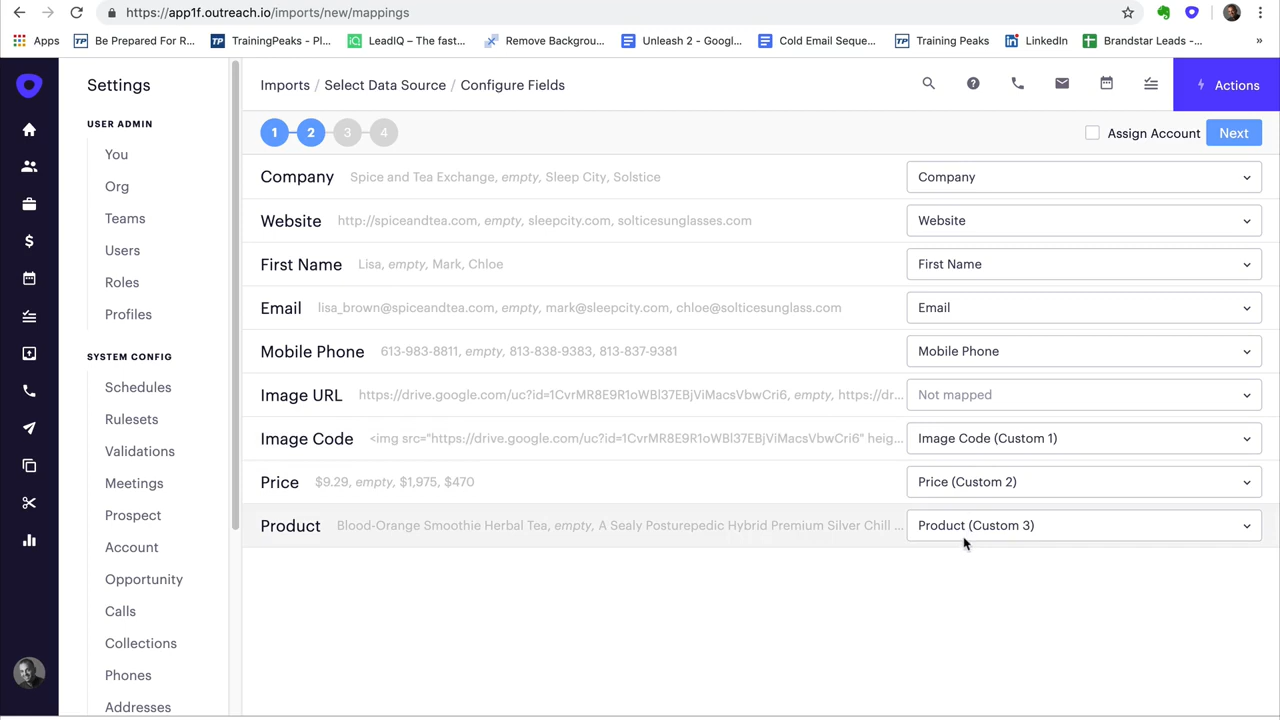 https://app1f.outreach.io/imports/new/mappings
Apps
Be Prepared For R...
TrainingPeaks - Pl...
LeadIQ – The fast...
Remove Backgrou...
Unleash 2 - Googl...
Cold Email Seque...
Training Peaks
LinkedIn
Brandstar Leads -...
»
Settings
Imports / Select Data Source / Configure Fields
Actions
USER ADMIN
You
Org
Teams
Users
Roles
Profiles
SYSTEM CONFIG
Schedules
Rulesets
Validations
Meetings
Prospect
Account
Opportunity
Calls
Collections
Phones
Addresses
1 2 3 4
Assign Account Next
Company Spice and Tea Exchange, empty, Sleep City, Solstice Company
Website http://spiceandtea.com, empty, sleepcity.com, solticesunglasses.com Website
First Name Lisa, empty, Mark, Chloe First Name
Email lisa_brown@spiceandtea.com, empty, mark@sleepcity.com, chloe@solticesunglass.com Email
Mobile Phone 613-983-8811, empty, 813-838-9383, 813-837-9381 Mobile Phone
Image URL https://drive.google.com/uc?id=1CvrMR8E9R1oWBl37EBjViMacsVbwCri6, empty, https://dr... Not mapped
Image Code <img src="https://drive.google.com/uc?id=1CvrMR8E9R1oWBl37EBjViMacsVbwCri6" heig... Image Code (Custom 1)
Price $9.29, empty, $1,975, $470 Price (Custom 2)
Product Blood-Orange Smoothie Herbal Tea, empty, A Sealy Posturepedic Hybrid Premium Silver Chill ... Product (Custom 3)